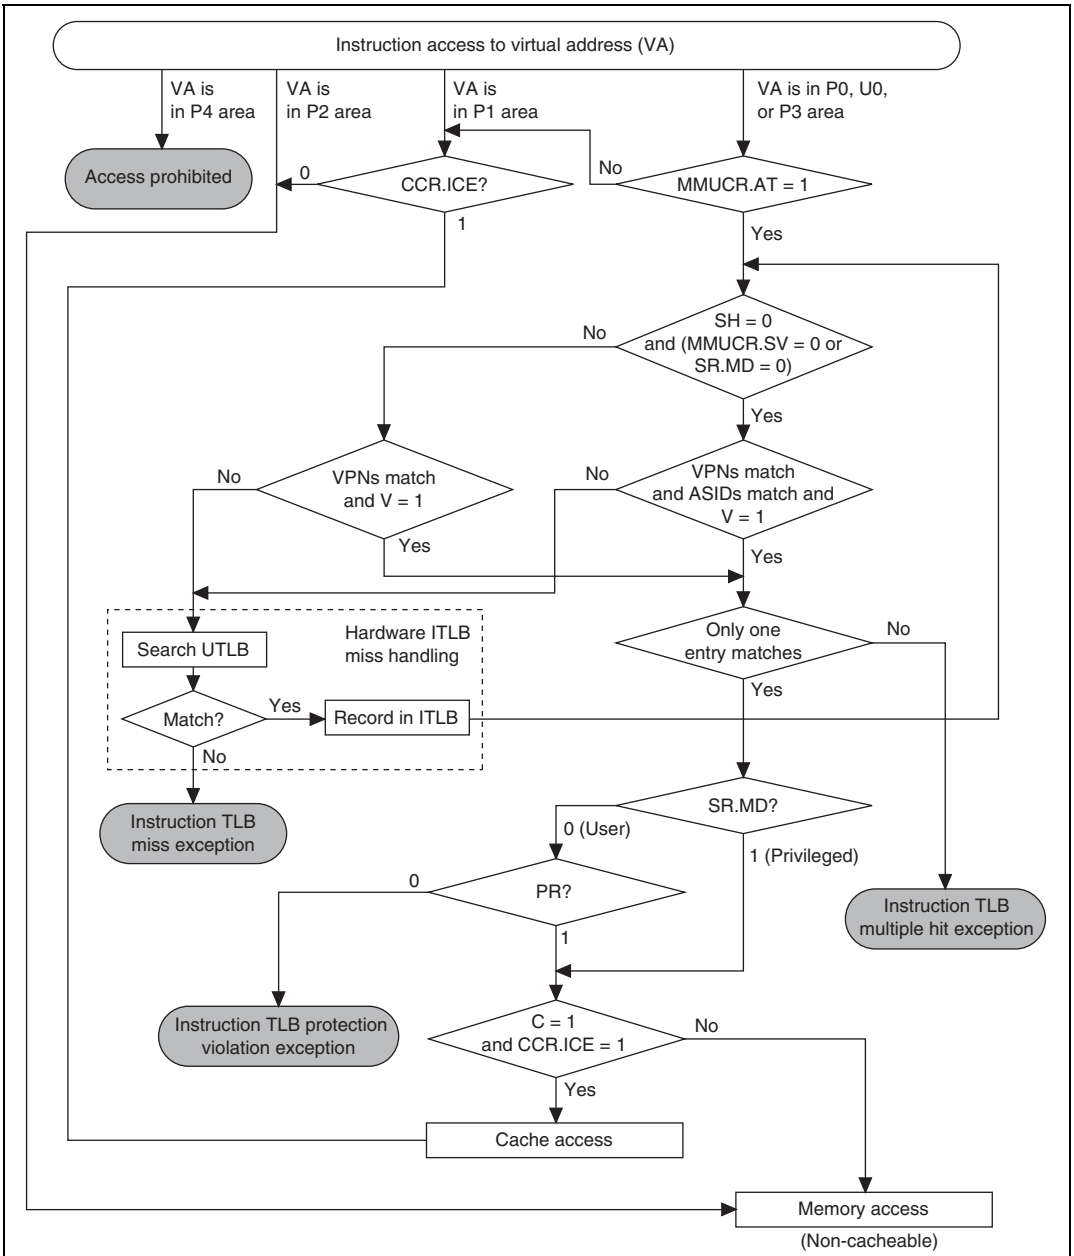 Instruction access to virtual address (VA)
VA is
in P4 area
VA is
in P2 area
VA is
in P1 area
VA is in P0, U0,
or P3 area
Access prohibited
0
CCR.ICE?
No
MMUCR.AT = 1
1
Yes
No
SH = 0
and (MMUCR.SV = 0 or
SR.MD = 0)
Yes
No
VPNs match
and V = 1
No
VPNs match
and ASIDs match and
V = 1
Yes
Yes
Search UTLB
Hardware ITLB
miss handling
Only one
entry matches
No
Yes
Match?
Yes
Record in ITLB
No
SR.MD?
Instruction TLB
miss exception
0 (User)
1 (Privileged)
0
PR?
Instruction TLB
multiple hit exception
1
Instruction TLB protection
violation exception
C = 1
and CCR.ICE = 1
No
Yes
Cache access
Memory access
(Non-cacheable)